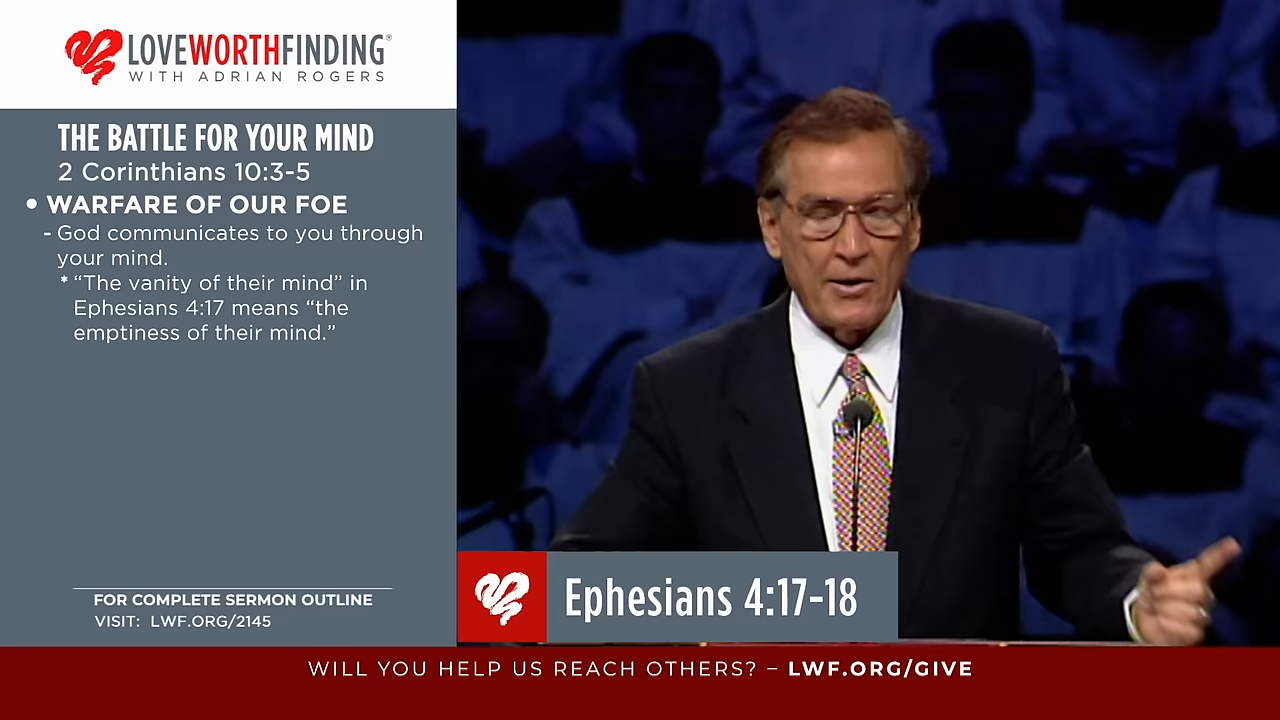 LOVEWORTHFINDING®
WITH ADRIAN ROGERS
THE BATTLE FOR YOUR MIND
2 Corinthians 10:3-5
• WARFARE OF OUR FOE
- God communicates to you through
your mind.
* “The vanity of their mind” in
Ephesians 4:17 means “the
emptiness of their mind.”
FOR COMPLETE SERMON OUTLINE
VISIT: LWF.ORG/2145
Ephesians 4:17-18
WILL YOU HELP US REACH OTHERS? – LWF.ORG/GIVE